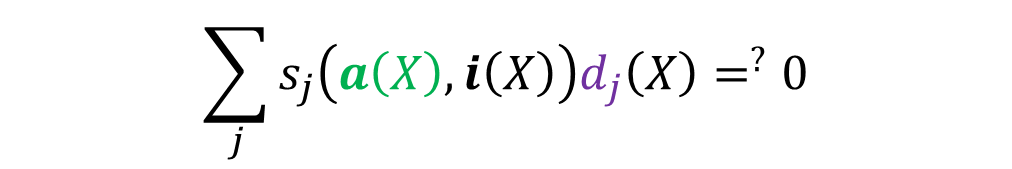 ∑_j s_j(a(X), i(X))d_j(X) =^? 0